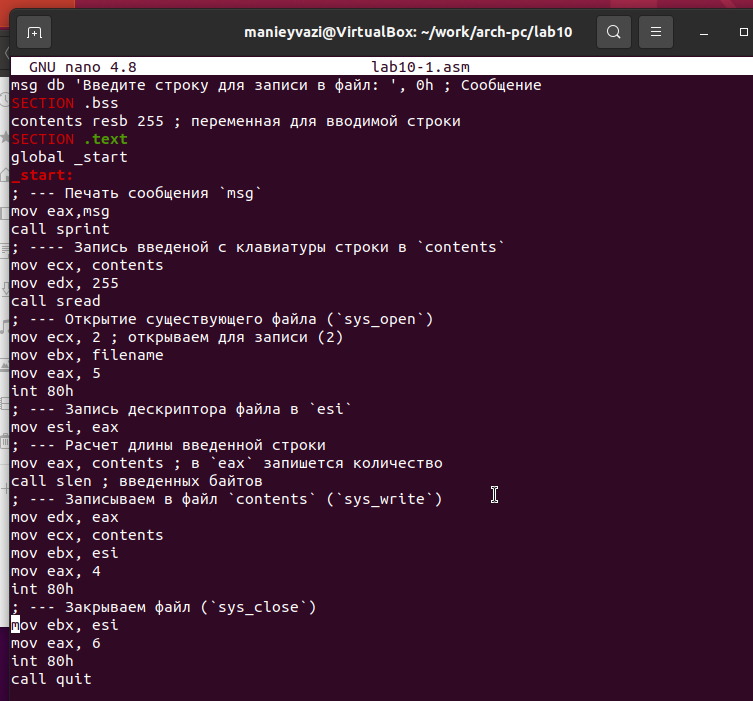 manieyvazi@VirtualBox: ~/work/arch-pc/lab10
GNU nano 4.8 lab10-1.asm
msg db 'Введите строку для записи в файл: ', 0h ; Сообщение
SECTION .bss
contents resb 255 ; переменная для вводимой строки
SECTION .text
global _start
_start:
; --- Печать сообщения `msg`
mov eax,msg
call sprint
; ---- Запись введеной с клавиатуры строки в `contents`
mov ecx, contents
mov edx, 255
call sread
; --- Открытие существующего файла (`sys_open`)
mov ecx, 2 ; открываем для записи (2)
mov ebx, filename
mov eax, 5
int 80h
; --- Запись дескриптора файла в `esi`
mov esi, eax
; --- Расчет длины введенной строки
mov eax, contents ; в `eax` запишется количество
call slen ; введенных байтов
; --- Записываем в файл `contents` (`sys_write`)
mov edx, eax
mov ecx, contents
mov ebx, esi
mov eax, 4
int 80h
; --- Закрываем файл (`sys_close`)
mov ebx, esi
mov eax, 6
int 80h
call quit